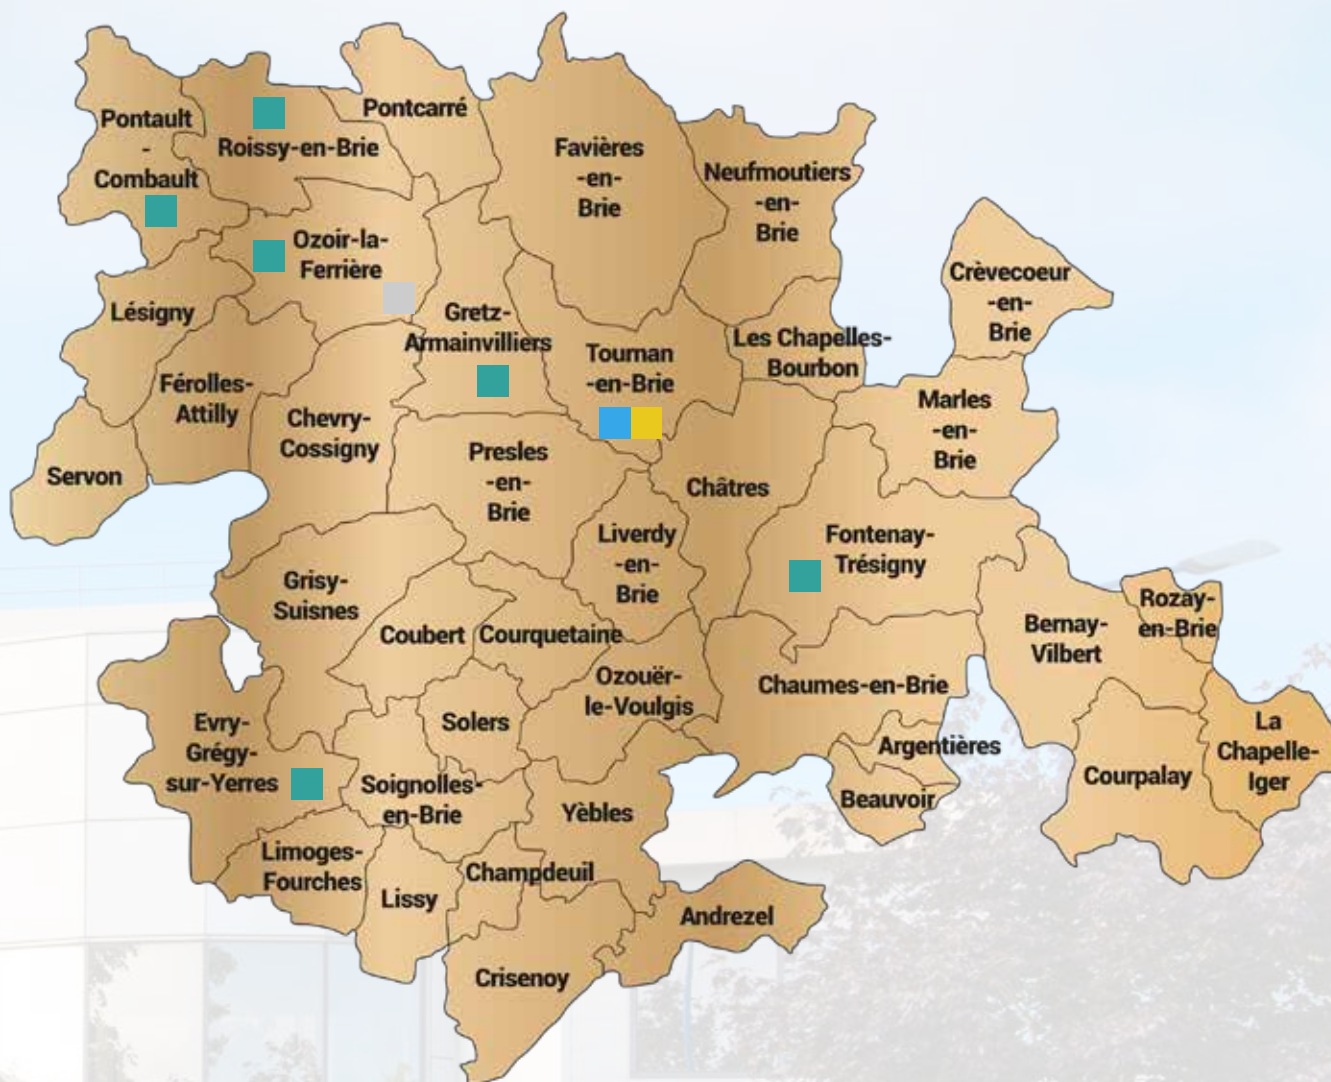 Pontault
-
Combault
Roissy-en-Brie
Pontcarré
Favières
-en-
Brie
Neufmoutiers
-en-
Brie
Ozoir-la-
Ferrière
Crèvecoeur
-en-
Brie
Lésigny
Gretz-
Armainvilliers
Tournan
-en-Brie
Les Chapelles-
Bourbon
Férolles-
Attilly
Chevry-
Cossigny
Marles
-en-
Brie
Servon
Presles
-en-
Brie
Châtres
Liverdy
-en-
Brie
Fontenay-
Trésigny
Grisy-
Suisnes
Coubert
Courquetaine
Bernay-
Vilbert
Rozay-
en-Brie
Ozouër-
le-Voulgis
Chaumes-en-Brie
Evry-
Grégy-
sur-Yerres
Solers
Argentières
La
Chapelle-
Iger
Courpalay
Soignolles-
en-Brie
Yèbles
Beauvoir
Limoges-
Fourches
Lissy
Champdeuil
Andrezel
Crisenoy